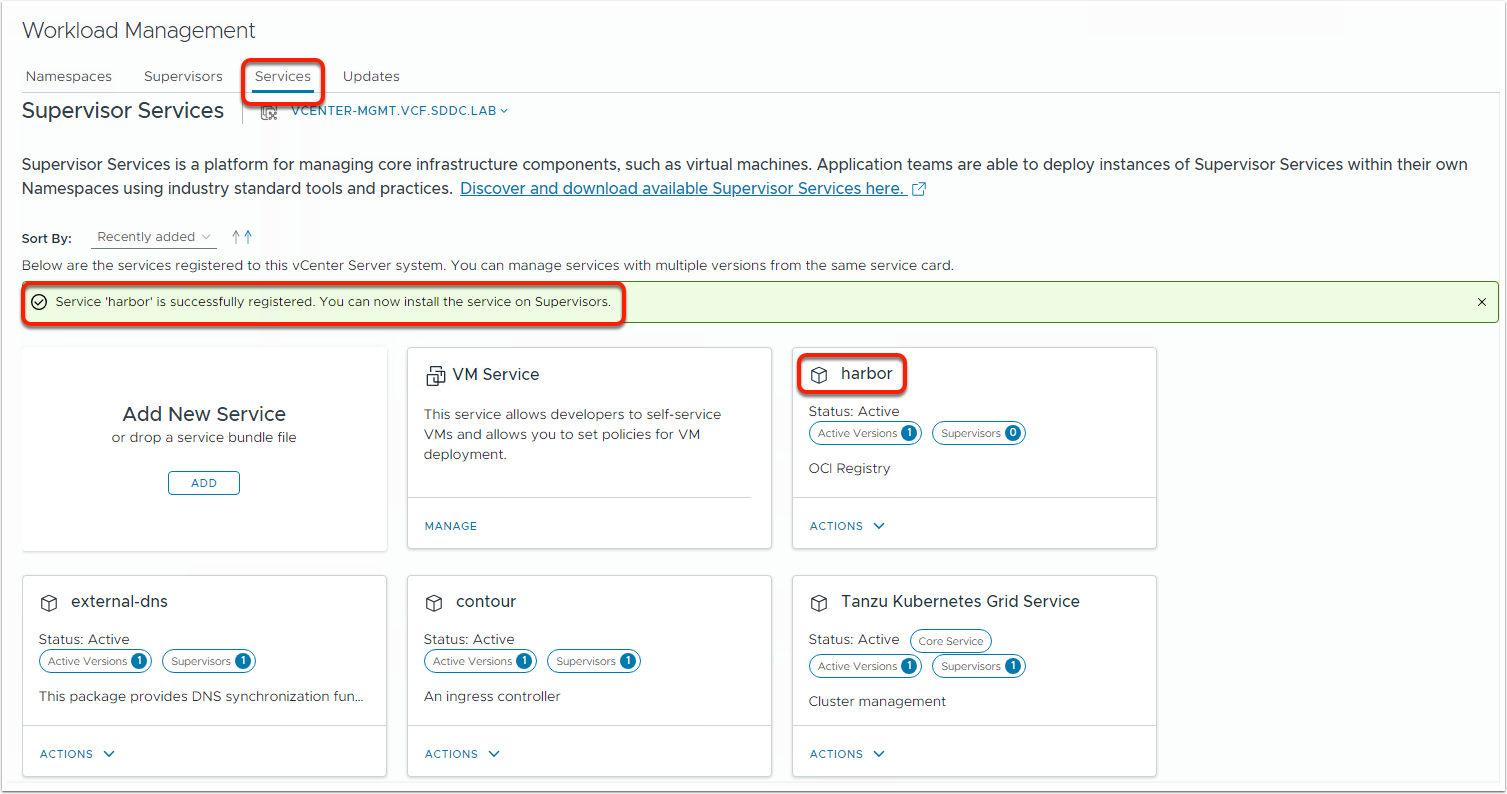 Workload Management
Namespaces Supervisors Services Updates
Supervisor Services VCENTER-MGMT.VCF.SDDC.LAB
Supervisor Services is a platform for managing core infrastructure components, such as virtual machines. Application teams are able to deploy instances of Supervisor Services within their own
Namespaces using industry standard tools and practices. Discover and download available Supervisor Services here.
Sort By: Recently added
Below are the services registered to this vCenter Server system. You can manage services with multiple versions from the same service card.
Service 'harbor' is successfully registered. You can now install the service on Supervisors.
Add New Service
or drop a service bundle file
ADD
VM Service
This service allows developers to self-service
VMs and allows you to set policies for VM
deployment.
MANAGE
harbor
Status: Active
Active Versions 1 Supervisors 0
OCI Registry
ACTIONS
external-dns
Status: Active
Active Versions 1 Supervisors 1
This package provides DNS synchronization fun...
ACTIONS
contour
Status: Active
Active Versions 1 Supervisors 1
An ingress controller
ACTIONS
Tanzu Kubernetes Grid Service
Status: Active Core Service
Active Versions 1 Supervisors 1
Cluster management
ACTIONS